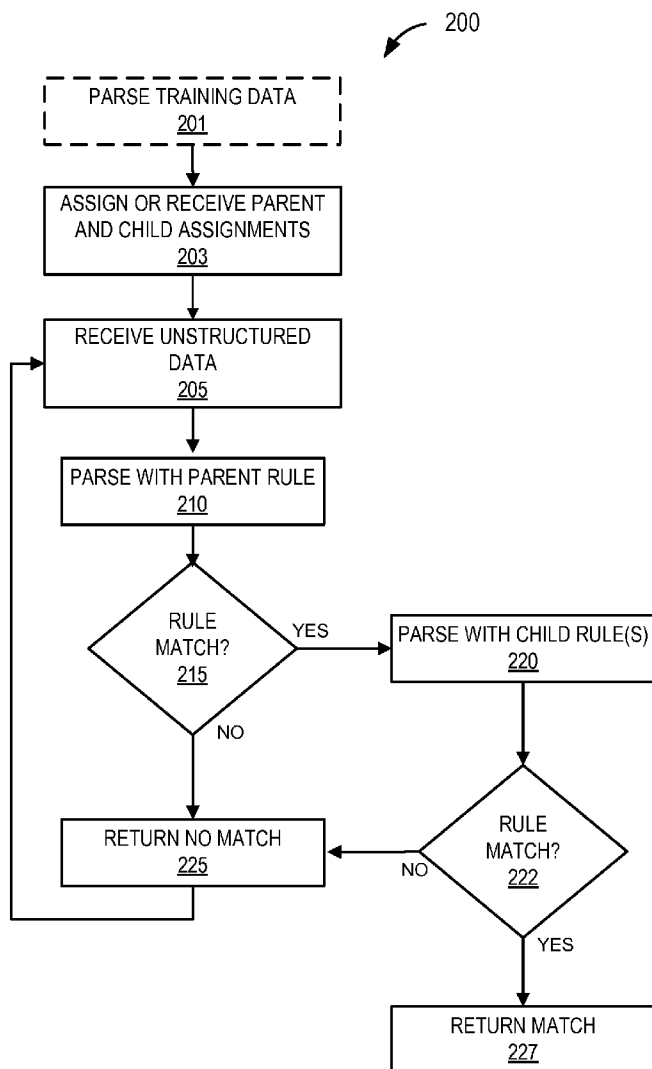 200
PARSE TRAINING DATA
201
ASSIGN OR RECEIVE PARENT
AND CHILD ASSIGNMENTS
203
RECEIVE UNSTRUCTURED
DATA
205
PARSE WITH PARENT RULE
210
RULE
MATCH?
215
YES
NO
PARSE WITH CHILD RULE(S)
220
RULE
MATCH?
222
NO
YES
RETURN NO MATCH
225
RETURN MATCH
227